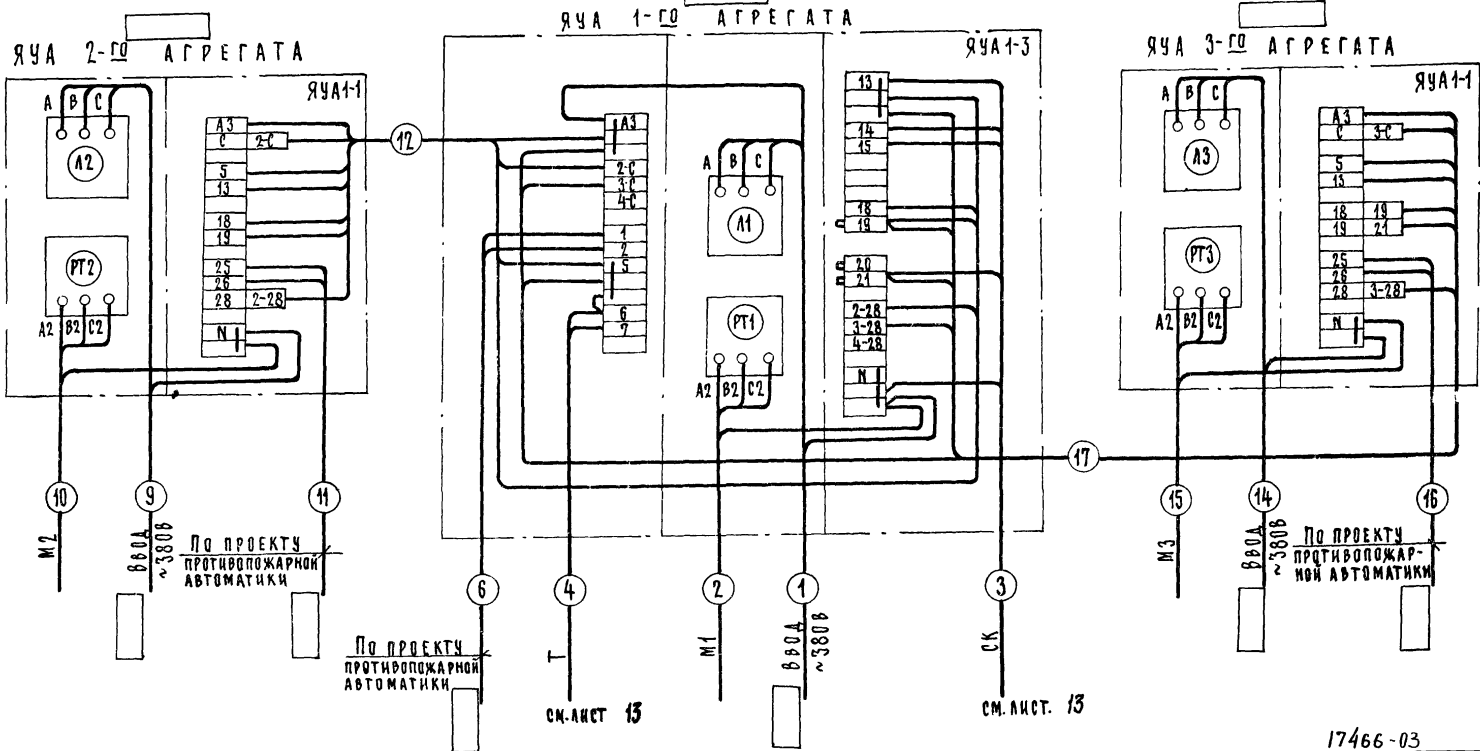 ЯУА 2-го АГРЕГАТА
ЯУА1-1
А В С
Л2
РТ2
А2 В2 С2
А3
С 2-С
5
13
18
19
25
26
28 2-28
N
12
10
9
11
М2
ВВОД
~380В
По ПРОЕКТУ
ПРОТИВОПОЖАРНОЙ
АВТОМАТИКИ
ЯУА 1-го АГРЕГАТА
ЯУА1-3
А3
2-С
3-С
4-С
1
2
5
6
7
А В С
Л1
РТ1
А2 В2 С2
13
14
15
18
19
20
21
2-28
3-28
4-28
N
17
6
4
2
1
3
По ПРОЕКТУ
ПРОТИВОПОЖАРНОЙ
АВТОМАТИКИ
Т
СМ.ЛИСТ 13
М1
ВВОД
~380В
СК
СМ.ЛИСТ. 13
ЯУА 3-го АГРЕГАТА
ЯУА1-1
А В С
Л3
РТ3
А2 В2 С2
А3
С 3-С
5
13
18 19
19 21
25
26
28 3-28
N
15
14
16
М3
ВВОД
~380В
По ПРОЕКТУ
ПРОТИВОПОЖАР-
НОЙ АВТОМАТИКИ
17466-03